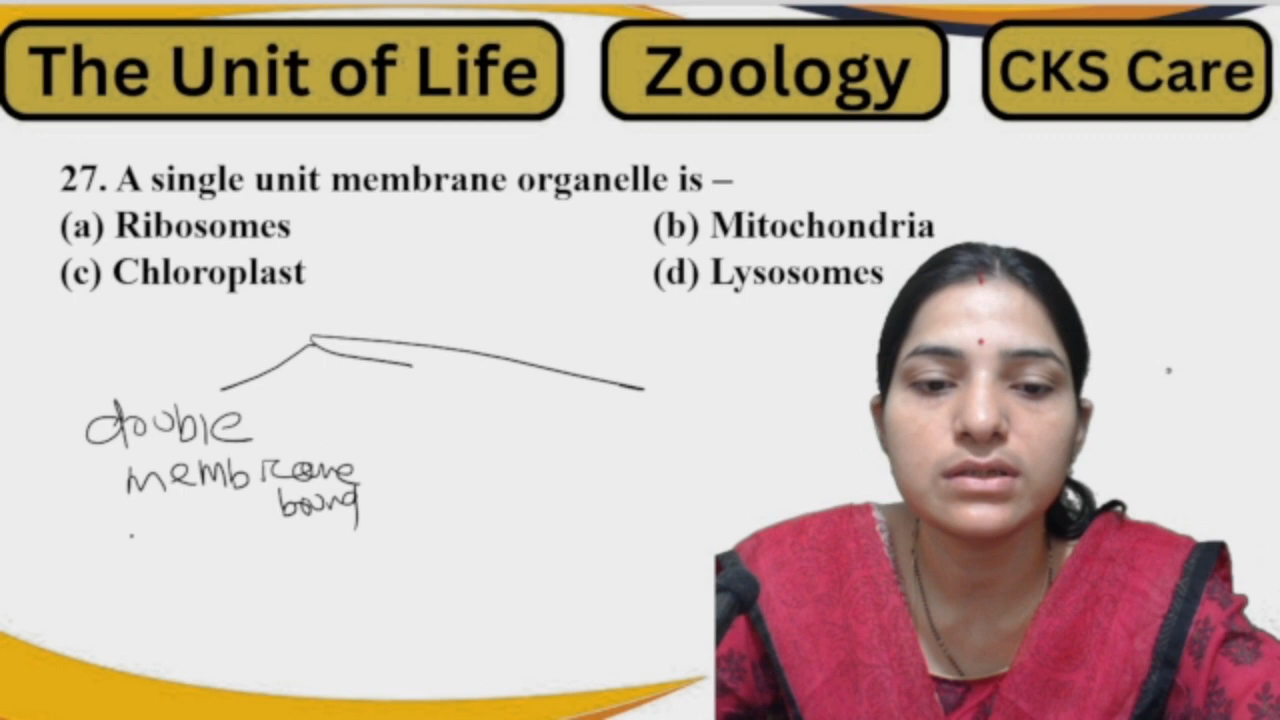 The Unit of Life Zoology CKS Care
27. A single unit membrane organelle is –
(a) Ribosomes (b) Mitochondria
(c) Chloroplast (d) Lysosomes
double
membrane
bound